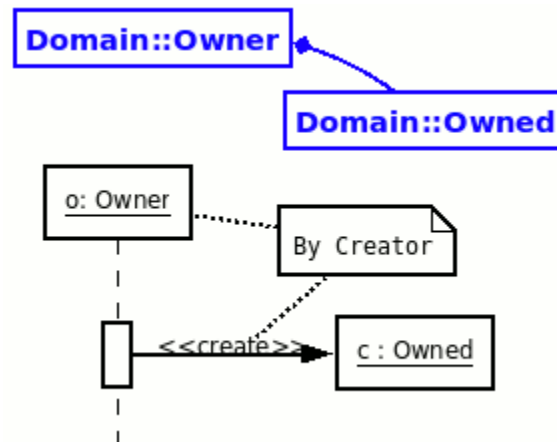 Domain::Owner
Domain::Owned
o: Owner
By Creator
<<create>>
c : Owned